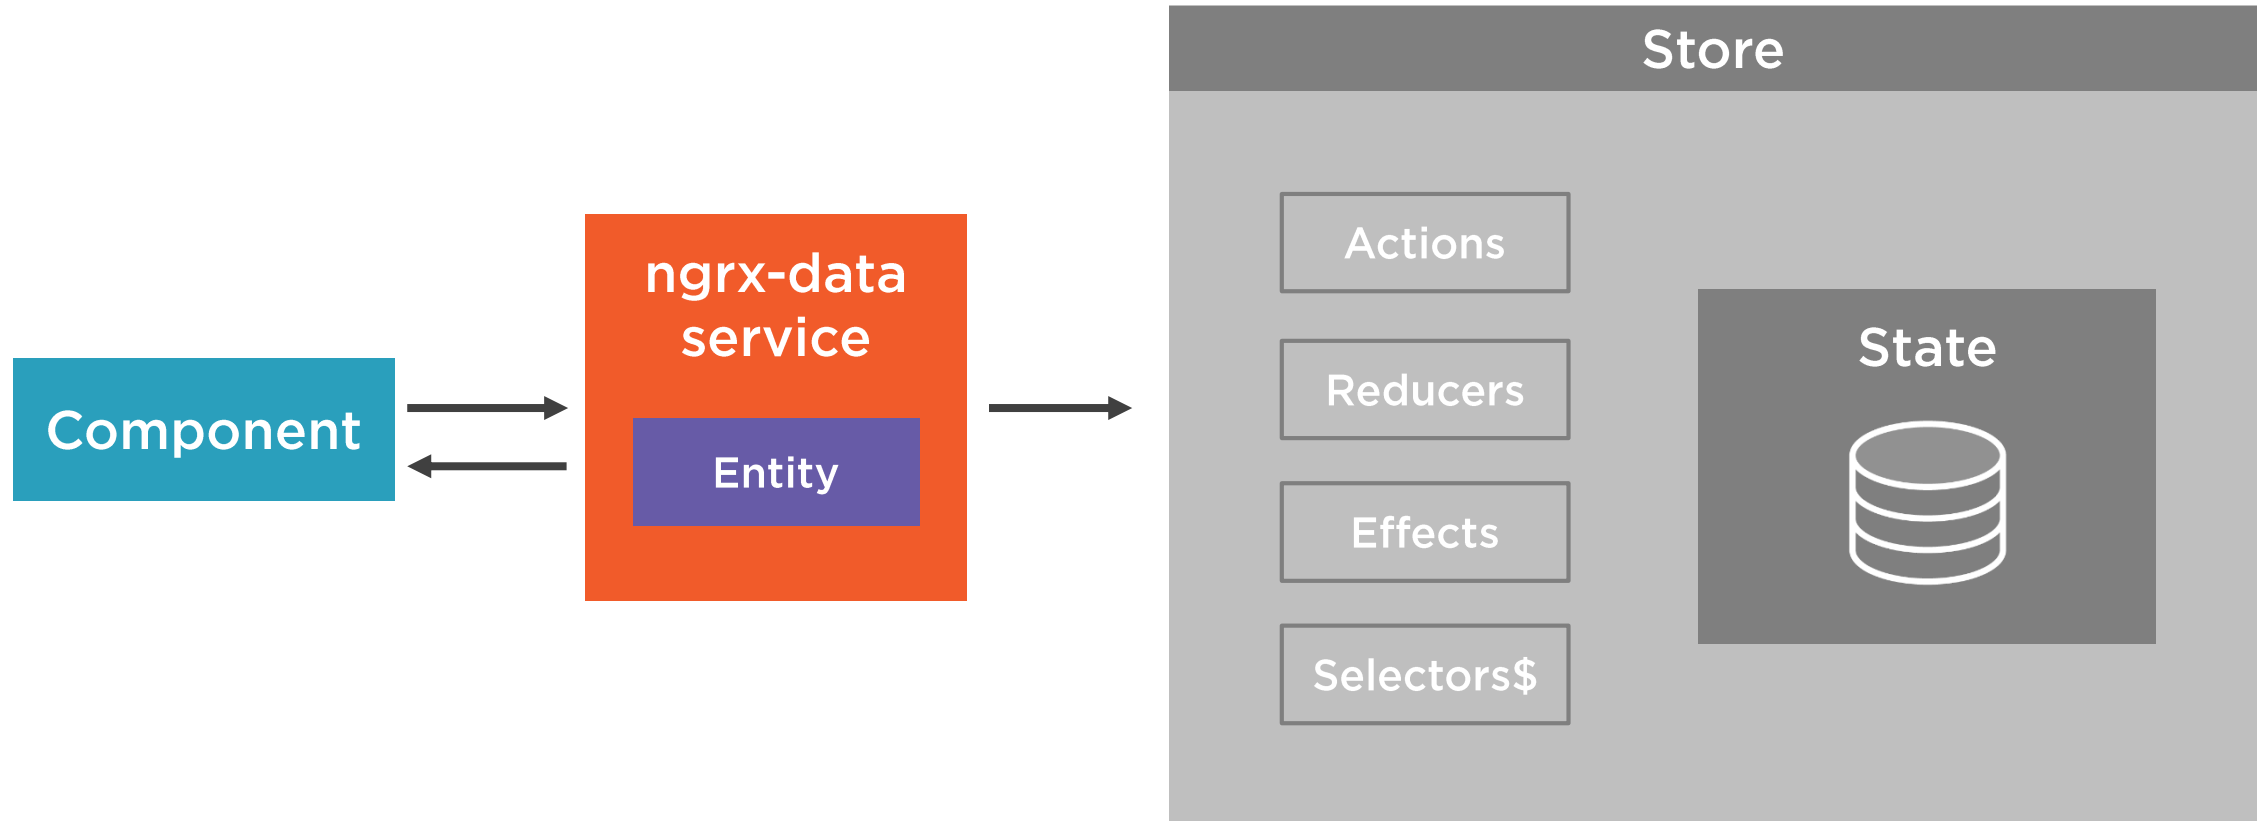 Store
Component
ngrx-data
service
Entity
Actions
Reducers
Effects
Selectors$
State